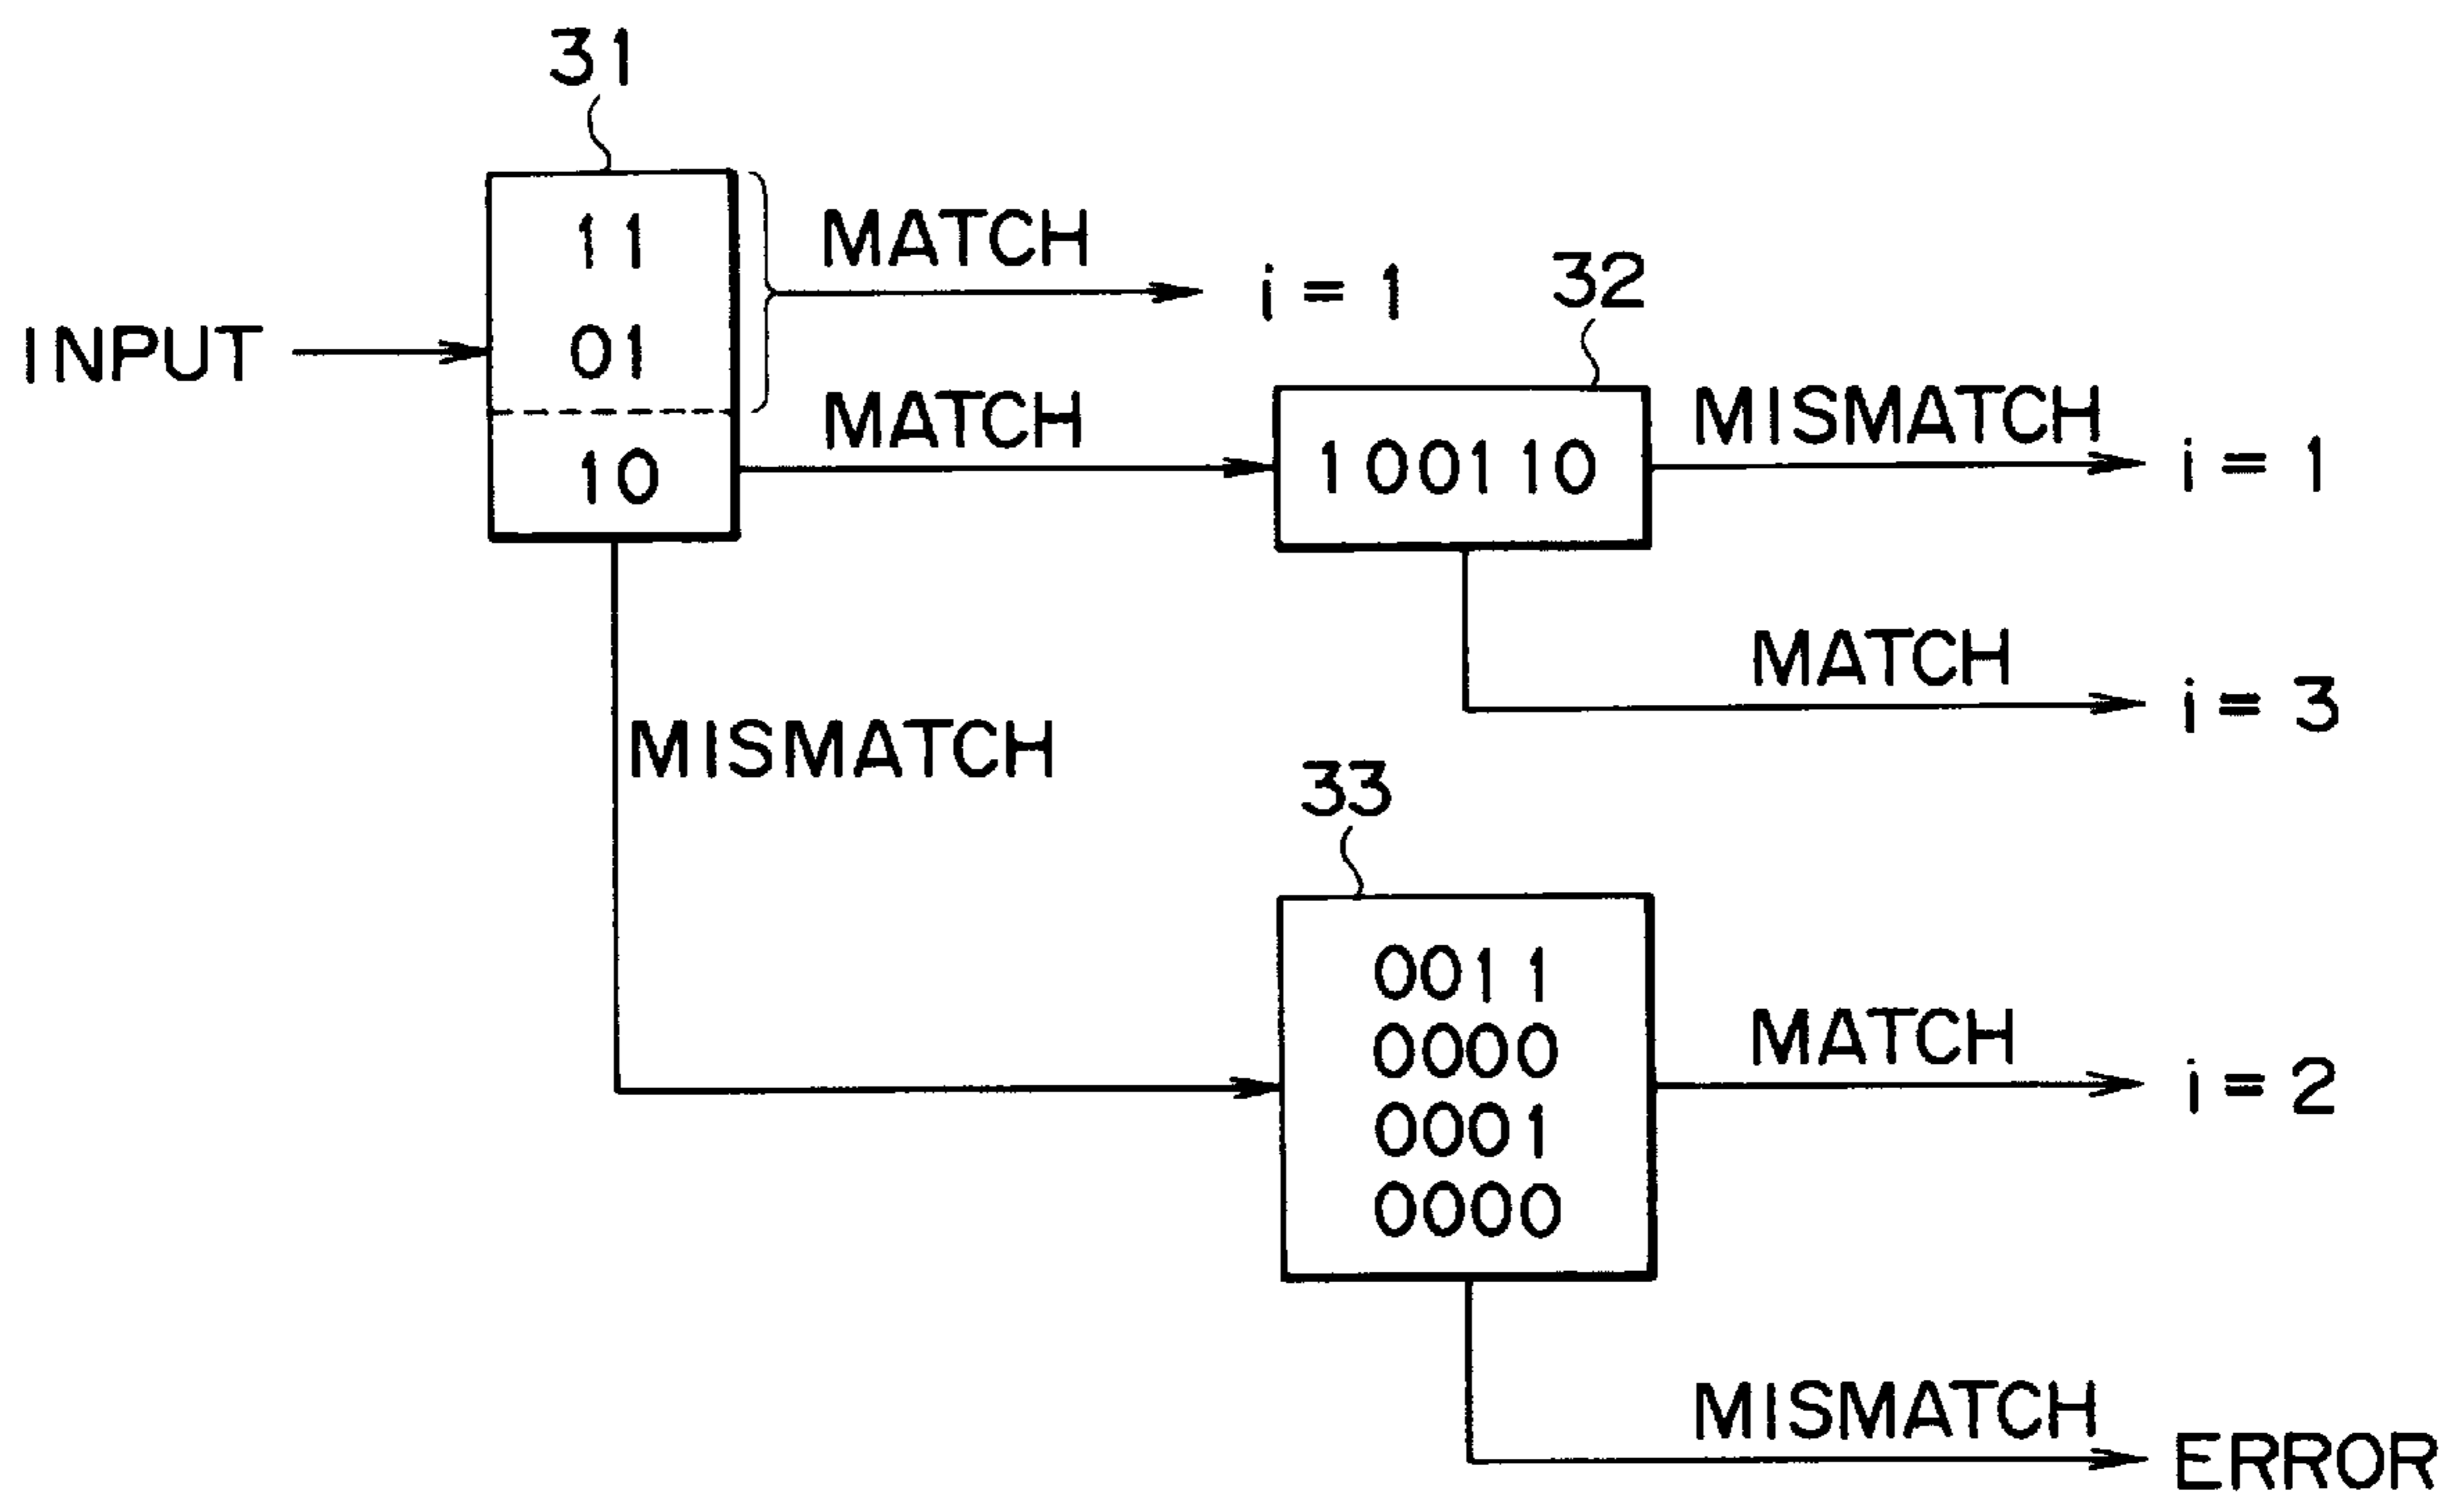 31
11
MATCH
i = 1
32
INPUT
01
MATCH
MISMATCH
10
100110
i = 1
MATCH
i = 3
MISMATCH
33
0011
0000
MATCH
i = 2
0001
0000
MISMATCH
ERROR